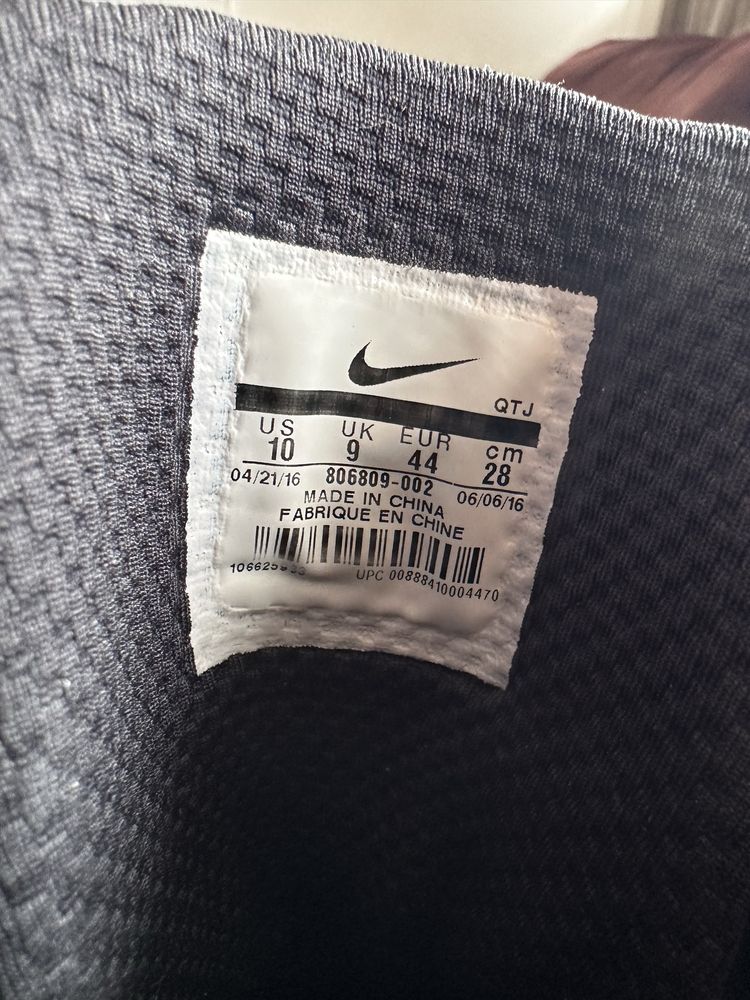 QTJ
US UK EUR cm
10 9 44 28
04/21/16 806809-002 06/06/16
MADE IN CHINA
FABRIQUE EN CHINE
UPC 00888410004470